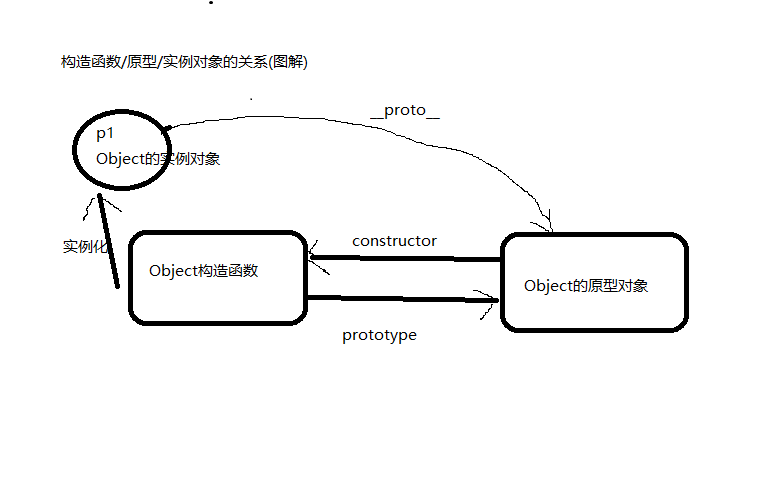 构造函数/原型/实例对象的关系(图解)
__proto__
p1
Object的实例对象
实例化
constructor
Object构造函数
Object的原型对象
prototype